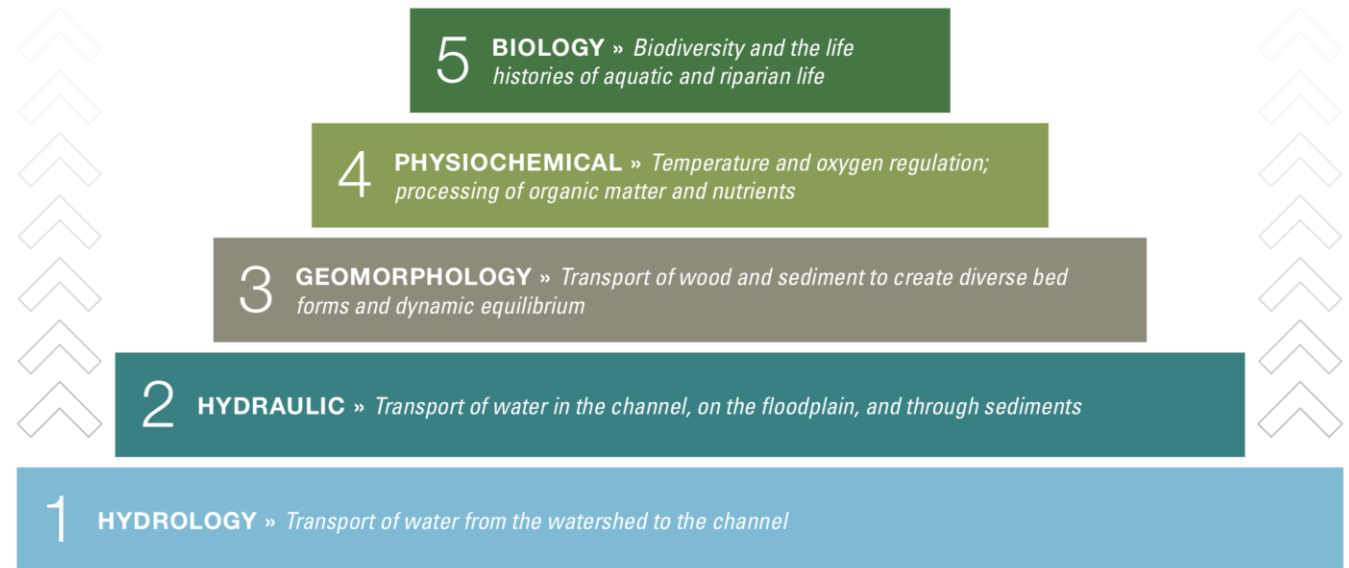 5 BIOLOGY » Biodiversity and the life
histories of aquatic and riparian life
4 PHYSIOCHEMICAL » Temperature and oxygen regulation;
processing of organic matter and nutrients
3 GEOMORPHOLOGY » Transport of wood and sediment to create diverse bed
forms and dynamic equilibrium
2 HYDRAULIC » Transport of water in the channel, on the floodplain, and through sediments
1 HYDROLOGY » Transport of water from the watershed to the channel